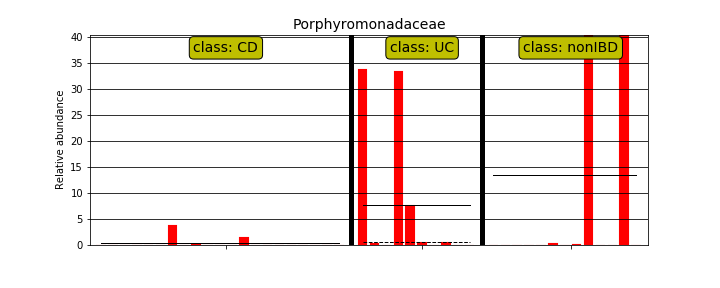 Porphyromonadaceae
class: CD
class: UC
class: nonIBD
Relative abundance
40
35
30
25
20
15
10
5
0